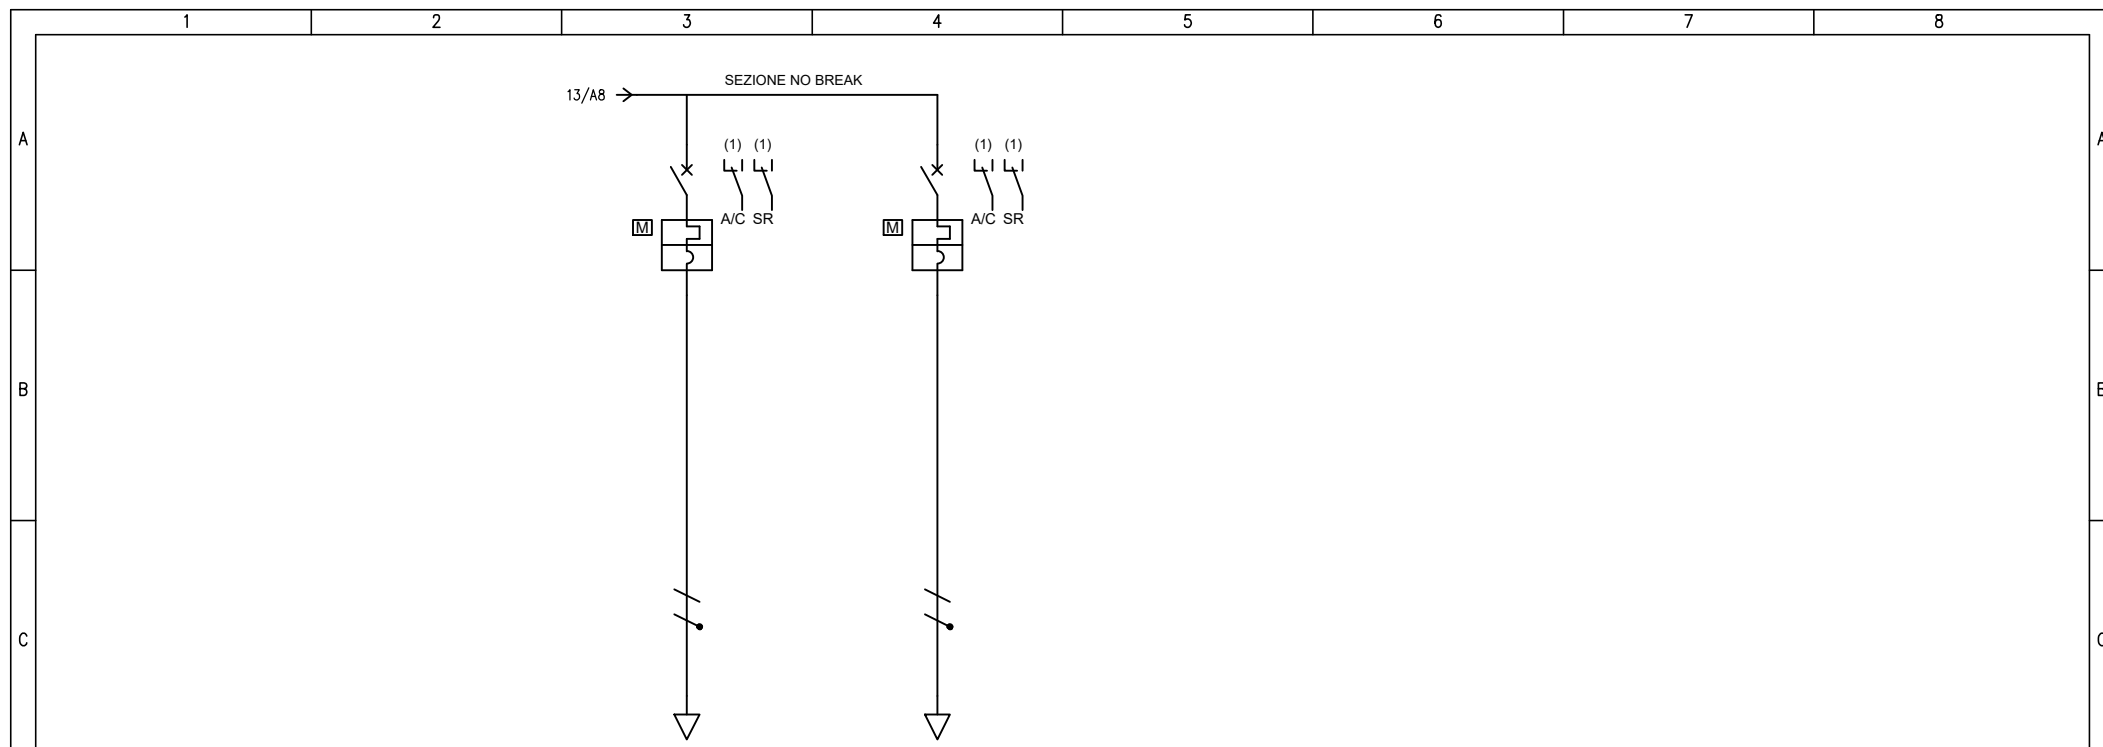 1 2 3 4 5 6 7 8
SEZIONE NO BREAK
13/A8
A A
(1) (1) (1) (1)
A/C SR A/C SR
M M
B B
C C